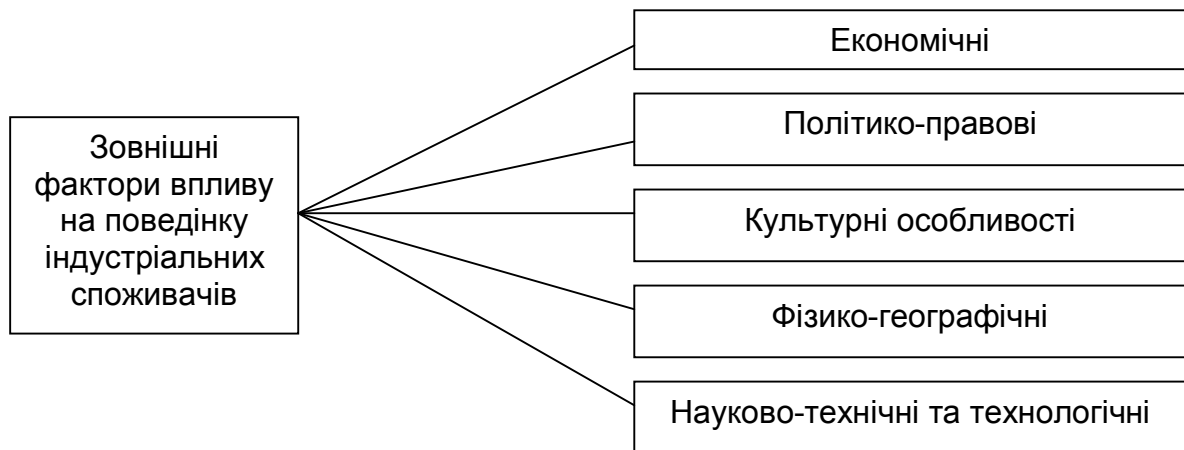 Зовнішні
фактори впливу
на поведінку
індустріальних
споживачів
Економічні
Політико-правові
Культурні особливості
Фізико-географічні
Науково-технічні та технологічні